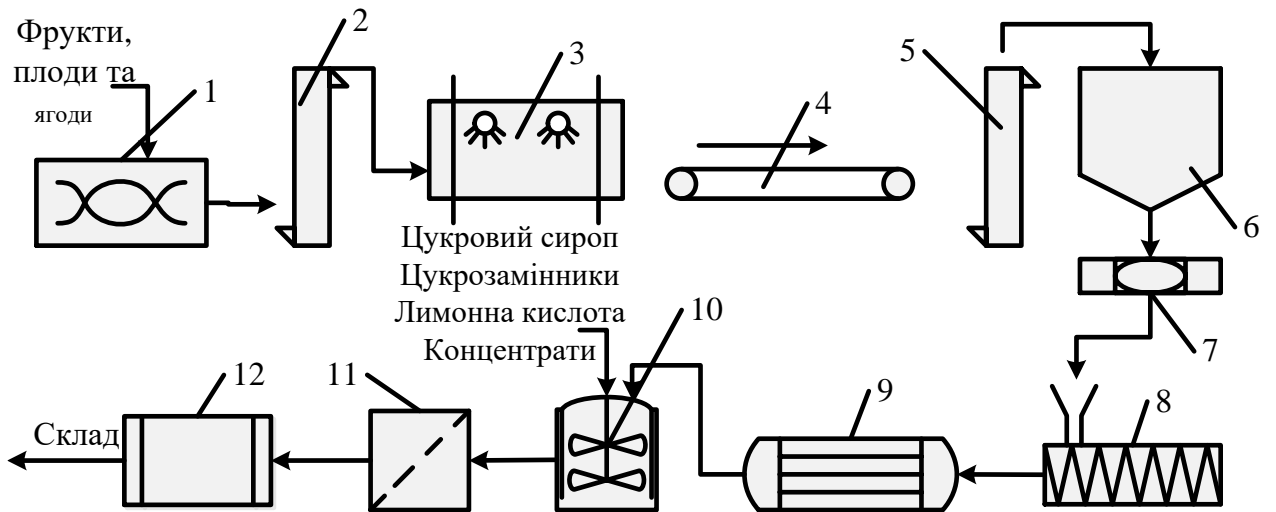 Фрукти,
плоди та
ягоди
1
2
3
4
5
6
7
8
9
10
11
12
Цукровий сироп
Цукрозамінники
Лимонна кислота
Концентрати
Склад